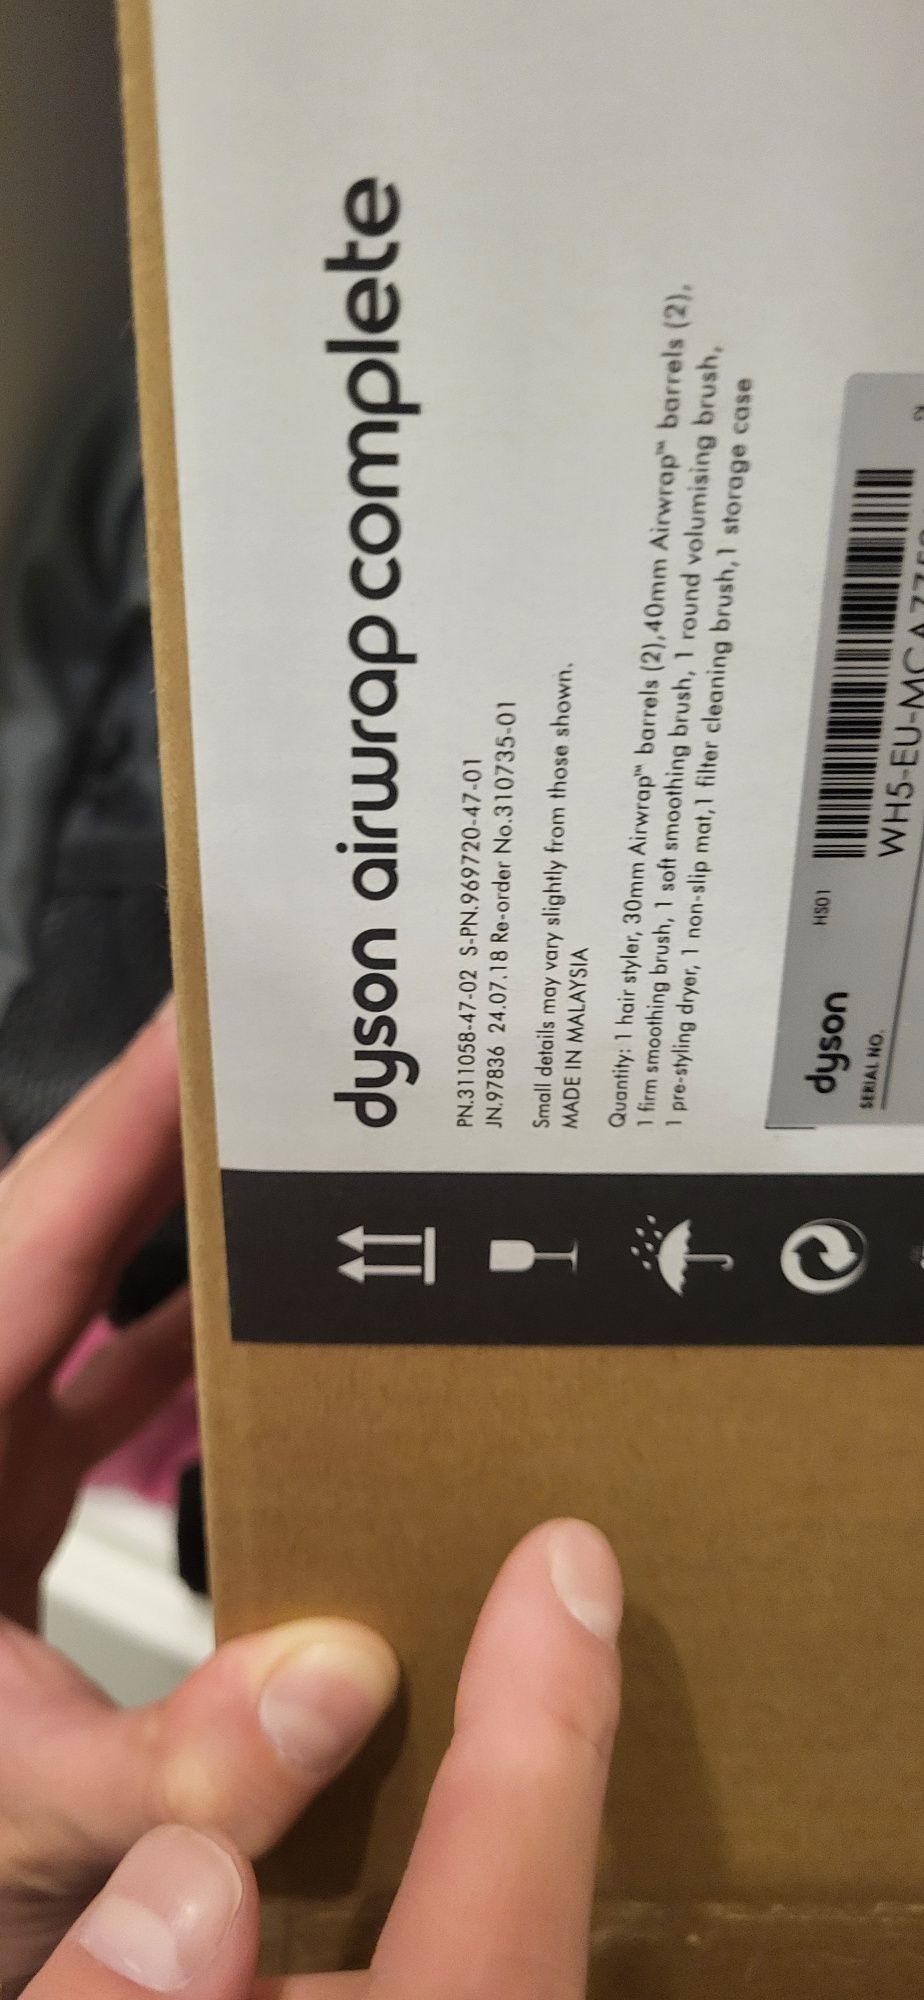 dyson airwrap complete
PN.311058-47-02 S-PN.969720-47-01
JN.97836 24.07.18 Re-order No.310735-01
Small details may vary slightly from those shown.
MADE IN MALAYSIA
Quantity: 1 hair styler, 30mm Airwrap™ barrels (2),40mm Airwrap™ barrels (2),
1 firm smoothing brush, 1 soft smoothing brush, 1 round volumising brush,
1 pre-styling dryer, 1 non-slip mat,1 filter cleaning brush,1 storage case
dyson HS01
SERIAL NO.